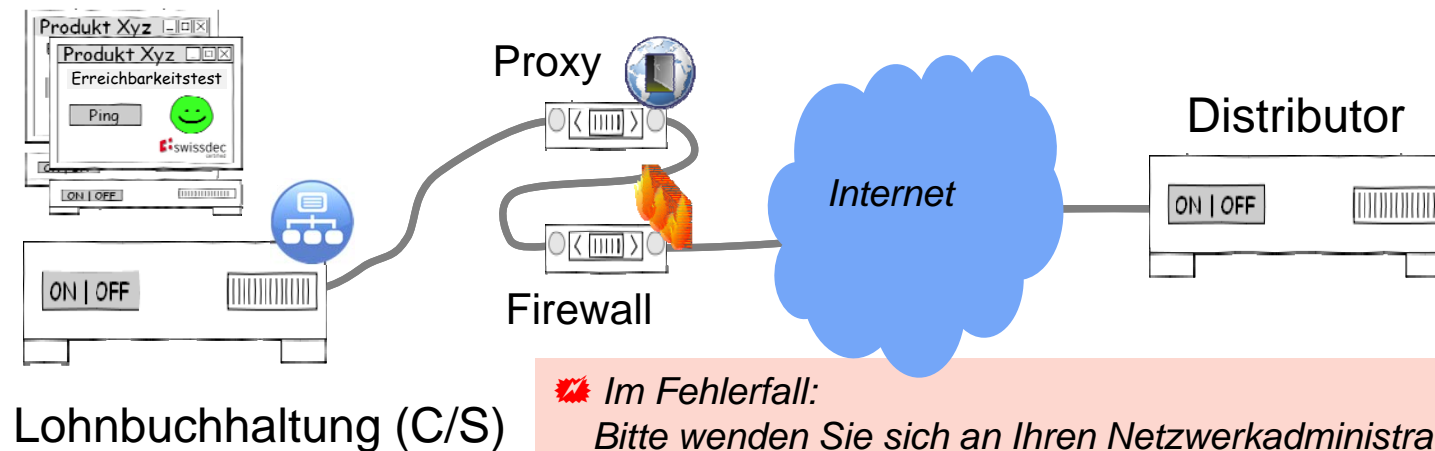 Produkt Xyz
Produkt Xyz
Erreichbarkeitstest
Ping
swissdec
certified
ON | OFF
ON | OFF
Lohnbuchhaltung (C/S)
Proxy
Firewall
Internet
Distributor
ON | OFF
Im Fehlerfall:
Bitte wenden Sie sich an Ihren Netzwerkadministra